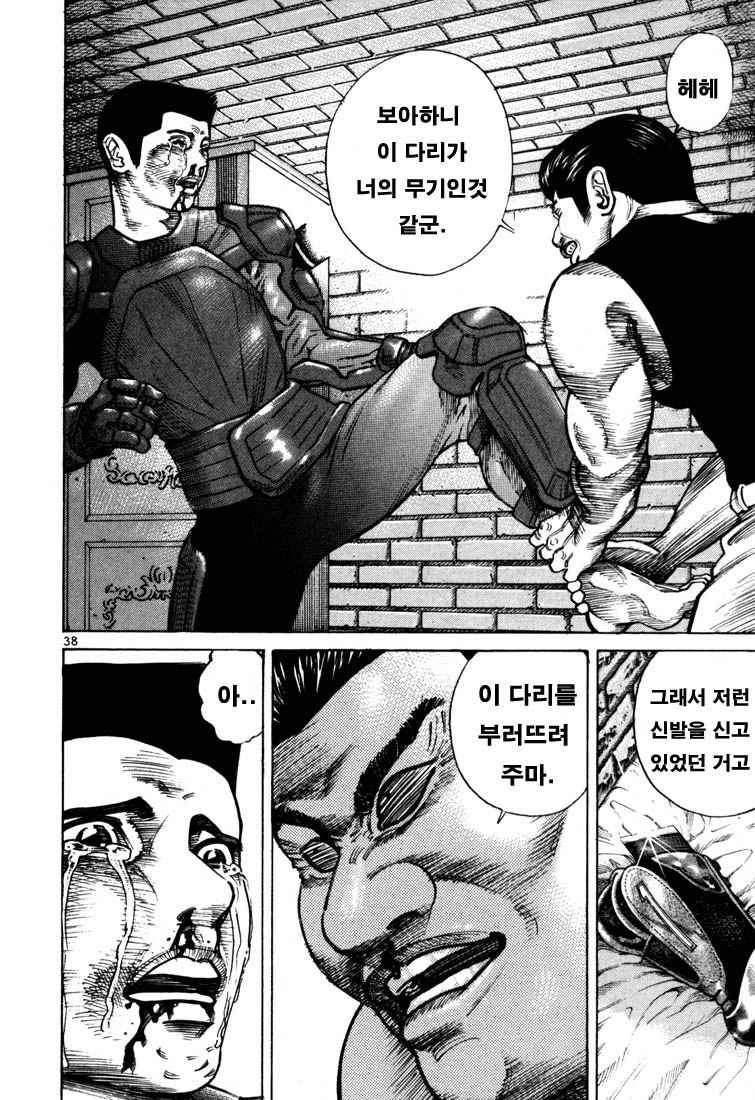 헤헤
보아하니
이 다리가
너의 무기인것
같군.
38
그래서 저런
신발을 신고
있었던 거고
이 다리를
부러뜨려
주마.
아..